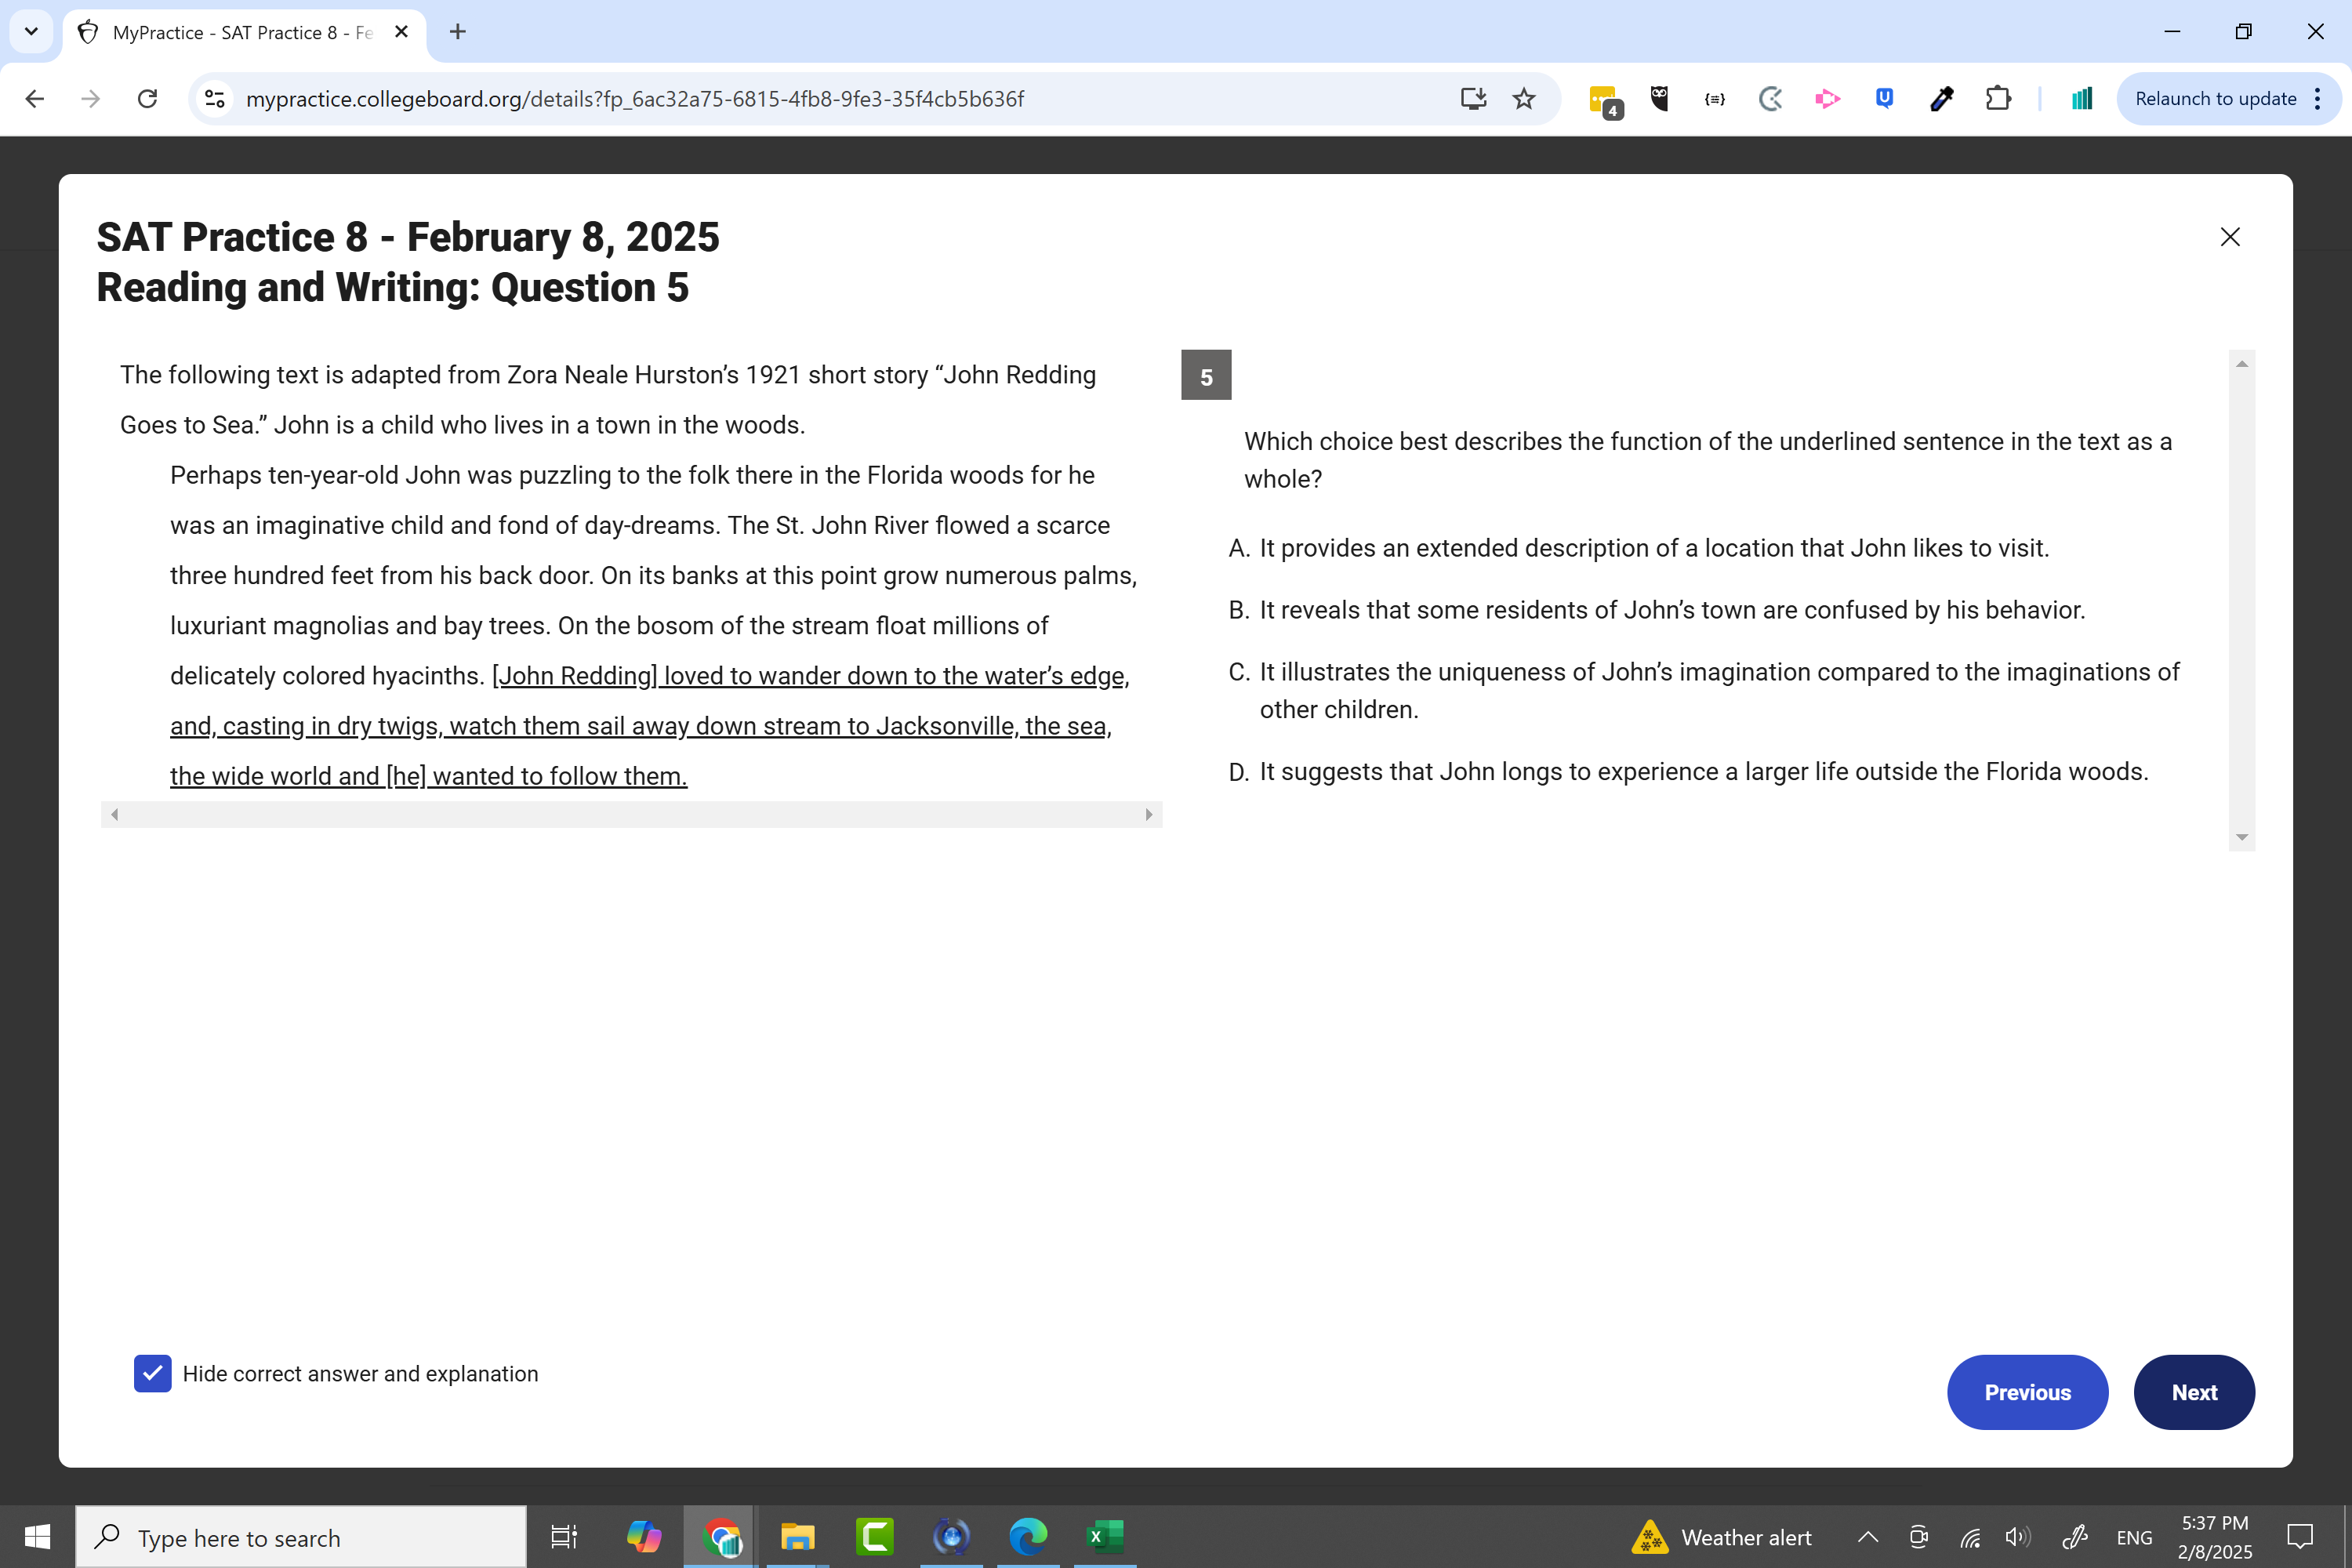 MyPractice - SAT Practice 8 - Fe
mypractice.collegeboard.org/details?fp_6ac32a75-6815-4fb8-9fe3-35f4cb5b636f
4
Relaunch to update
SAT Practice 8 - February 8, 2025
Reading and Writing: Question 5
The following text is adapted from Zora Neale Hurston’s 1921 short story “John Redding
Goes to Sea.” John is a child who lives in a town in the woods.
Perhaps ten-year-old John was puzzling to the folk there in the Florida woods for he
was an imaginative child and fond of day-dreams. The St. John River flowed a scarce
three hundred feet from his back door. On its banks at this point grow numerous palms,
luxuriant magnolias and bay trees. On the bosom of the stream float millions of
delicately colored hyacinths. [John Redding] loved to wander down to the water’s edge,
and, casting in dry twigs, watch them sail away down stream to Jacksonville, the sea,
the wide world and [he] wanted to follow them.
5
Which choice best describes the function of the underlined sentence in the text as a
whole?
A. It provides an extended description of a location that John likes to visit.
B. It reveals that some residents of John’s town are confused by his behavior.
C. It illustrates the uniqueness of John’s imagination compared to the imaginations of
other children.
D. It suggests that John longs to experience a larger life outside the Florida woods.
Hide correct answer and explanation
Previous
Next
Type here to search
Weather alert
ENG
5:37 PM
2/8/2025